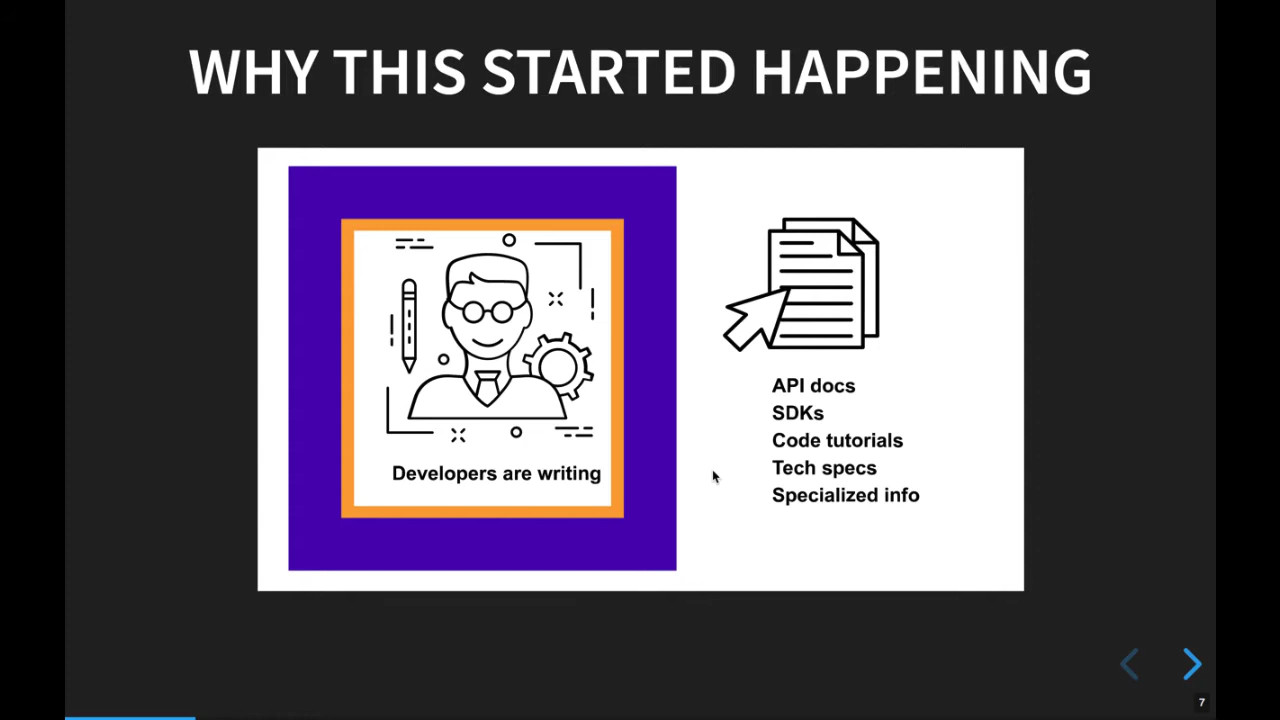 WHY THIS STARTED HAPPENING
Developers are writing
API docs
SDKs
Code tutorials
Tech specs
Specialized info
7